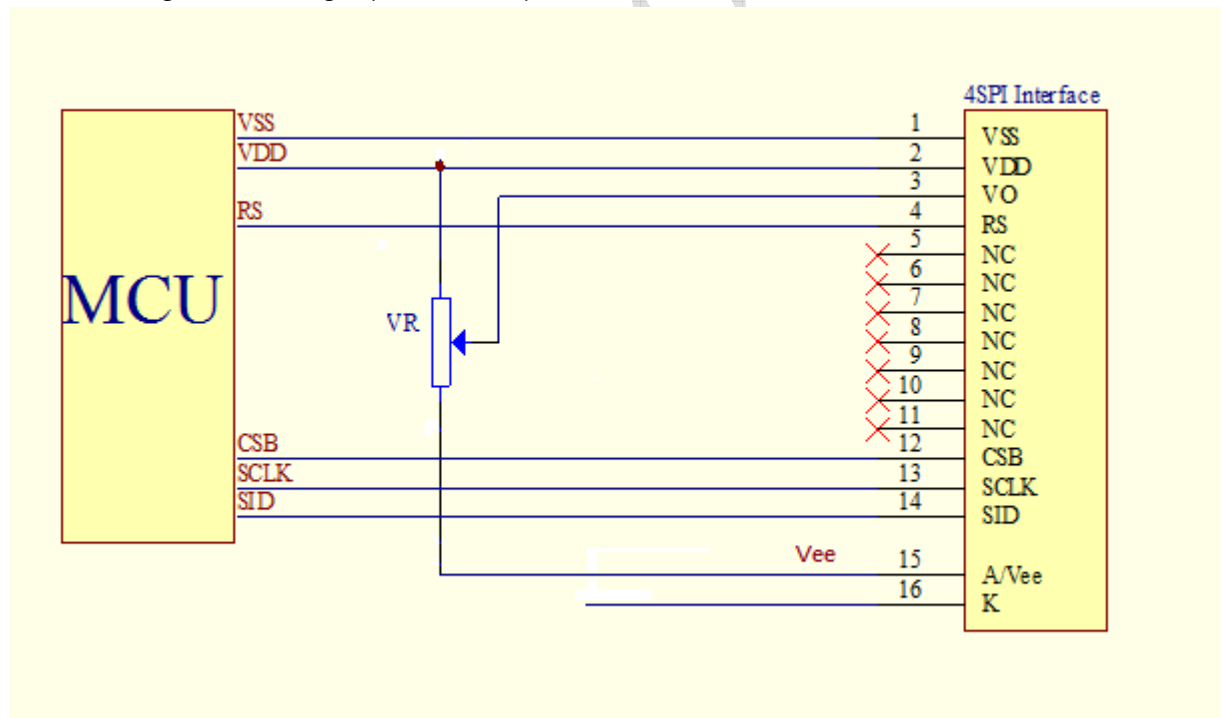 4SPI Interface
VSS 1 VSS
VDD 2 VDD
3 VO
RS 4 RS
5 NC
6 NC
MCU 7 NC
VR 8 NC
9 NC
10 NC
11 NC
CSB 12 CSB
SCLK 13 SCLK
SID 14 SID
Vee 15 A/Vee
16 K